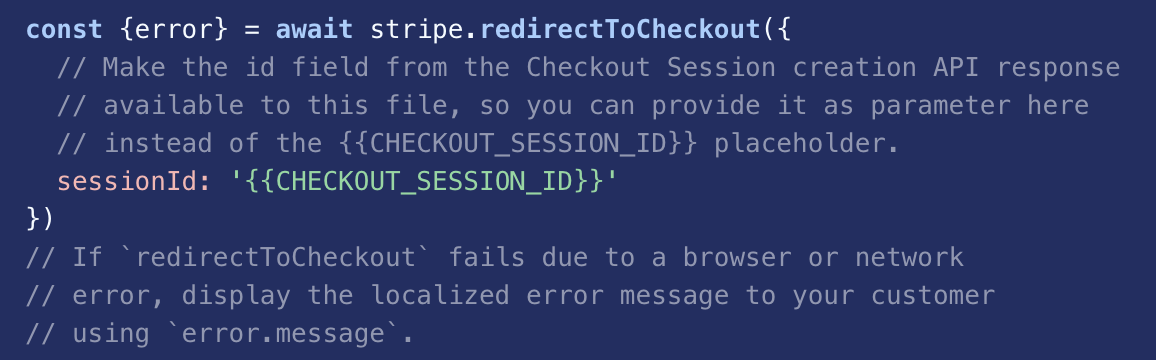 const {error} = await stripe.redirectToCheckout({
  // Make the id field from the Checkout Session creation API response
  // available to this file, so you can provide it as parameter here
  // instead of the {{CHECKOUT_SESSION_ID}} placeholder.
  sessionId: '{{CHECKOUT_SESSION_ID}}'
})
// If `redirectToCheckout` fails due to a browser or network
// error, display the localized error message to your customer
// using `error.message`.